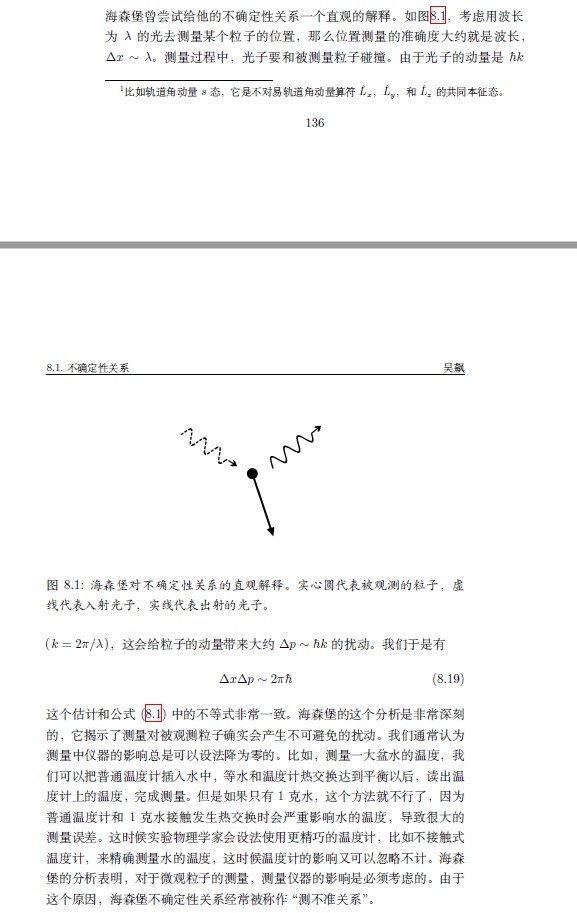 海森堡曾尝试给他的不确定性关系一个直观的解释。如图8.1，考虑用波长
为 λ 的光去测量某个粒子的位置，那么位置测量的准确度大约就是波长，
Δx ∼ λ。测量过程中，光子要和被测量粒子碰撞。由于光子的动量是 ħk
¹比如轨道角动量 s 态，它是不对易轨道角动量算符 L̂ₓ，L̂ᵧ，和 L̂_z 的共同本征态。
136
8.1. 不确定性关系 吴飙
图 8.1: 海森堡对不确定性关系的直观解释。实心圆代表被观测的粒子，虚
线代表入射光子，实线代表出射的光子。
(k = 2π/λ)，这会给粒子的动量带来大约 Δp ∼ ħk 的扰动。我们于是有
ΔxΔp ∼ 2πħ (8.19)
这个估计和公式 (8.1) 中的不等式非常一致。海森堡的这个分析是非常深刻
的，它揭示了测量对被观测粒子确实会产生不可避免的扰动。我们通常认为
测量中仪器的影响总是可以设法降为零的。比如，测量一大盆水的温度，我
们可以把普通温度计插入水中，等水和温度计热交换达到平衡以后，读出温
度计上的温度，完成测量。但是如果只有 1 克水，这个方法就不行了，因为
普通温度计和 1 克水接触发生热交换时会严重影响水的温度，导致很大的
测量误差。这时候实验物理学家会设法使用更精巧的温度计，比如不接触式
温度计，来精确测量水的温度，这时候温度计的影响又可以忽略不计。海森
堡的分析表明，对于微观粒子的测量，测量仪器的影响是必须考虑的。由于
这个原因，海森堡不确定性关系经常被称作“测不准关系”。